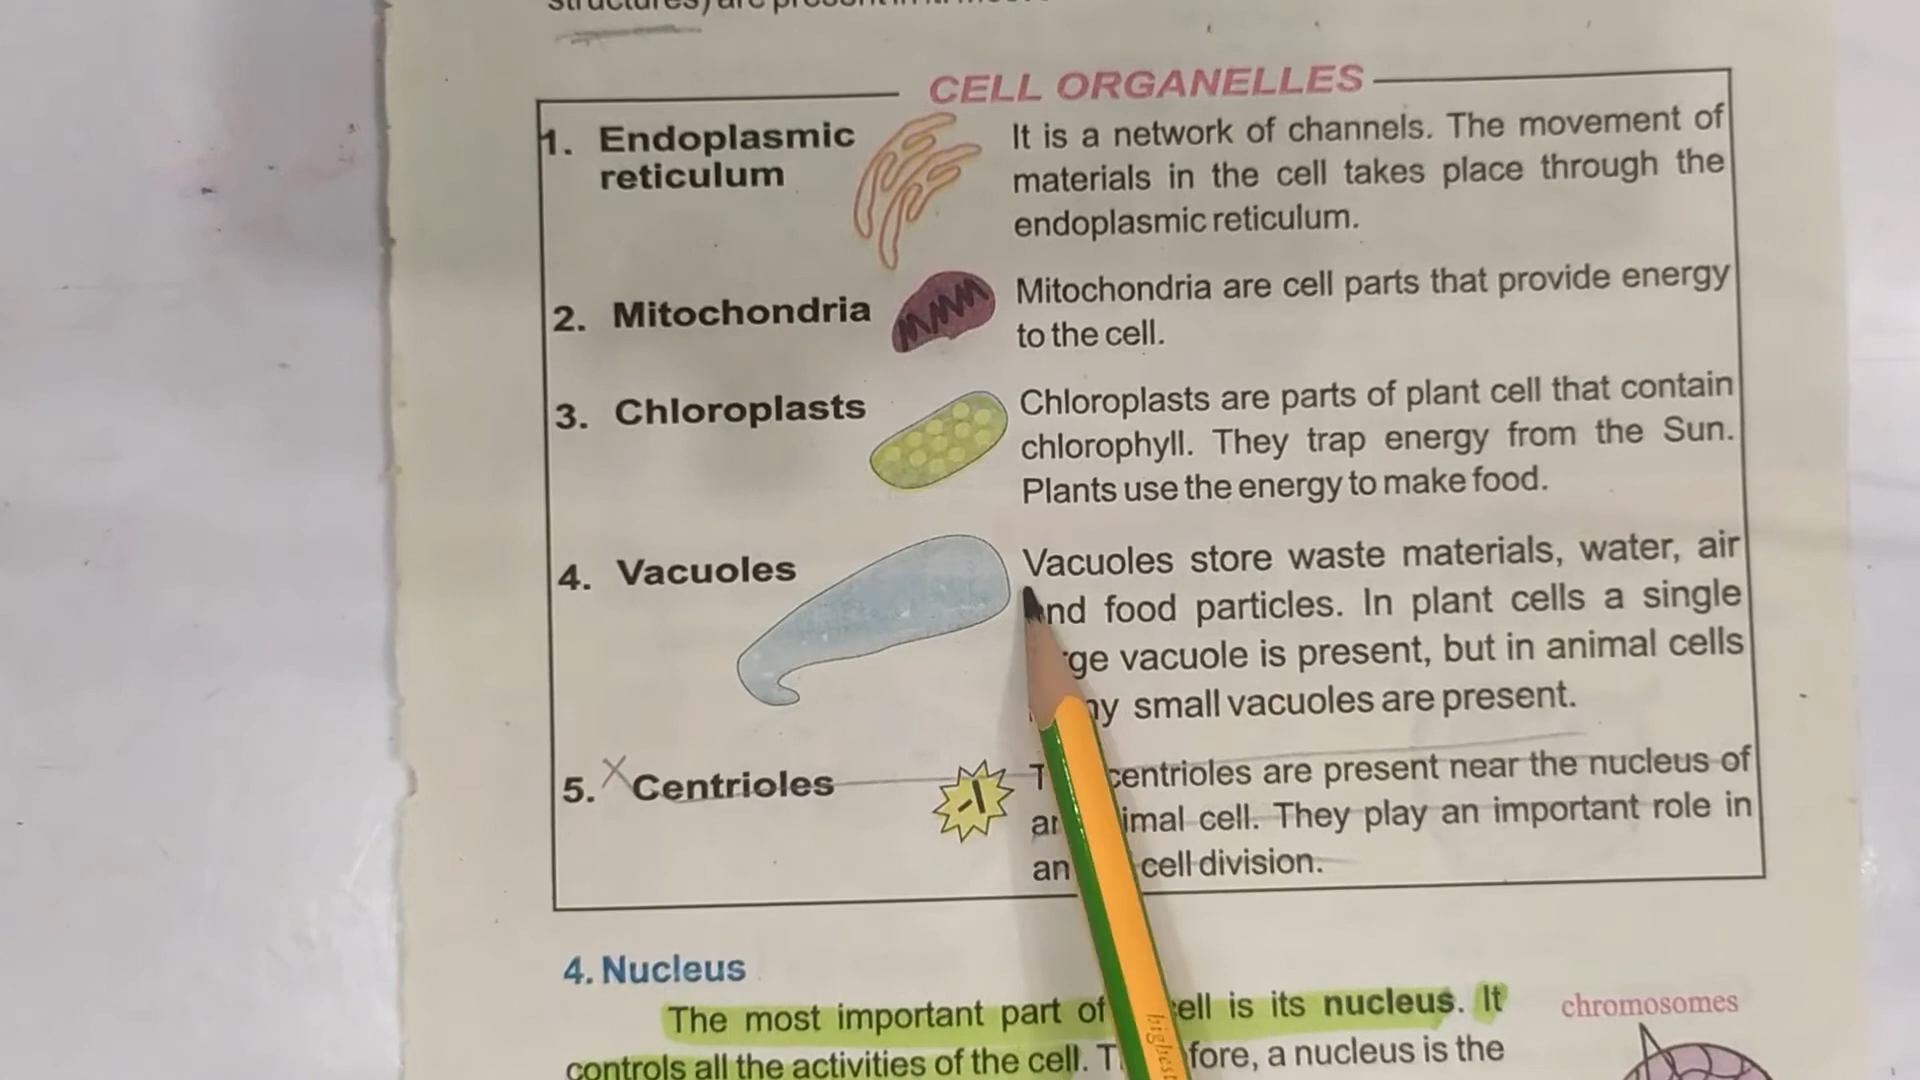 CELL ORGANELLES
1. Endoplasmic
reticulum
It is a network of channels. The movement of
materials in the cell takes place through the
endoplasmic reticulum.
2. Mitochondria
Mitochondria are cell parts that provide energy
to the cell.
3. Chloroplasts
Chloroplasts are parts of plant cell that contain
chlorophyll. They trap energy from the Sun.
Plants use the energy to make food.
4. Vacuoles
Vacuoles store waste materials, water, air
food particles. In plant cells a single
vacuole is present, but in animal cells
small vacuoles are present.
5. Centrioles
centrioles are present near the nucleus of
cell. They play an important role in
cell division.
4. Nucleus
The most important part of is its nucleus. It
controls all the activities of the cell. a nucleus is the
chromosomes
highest